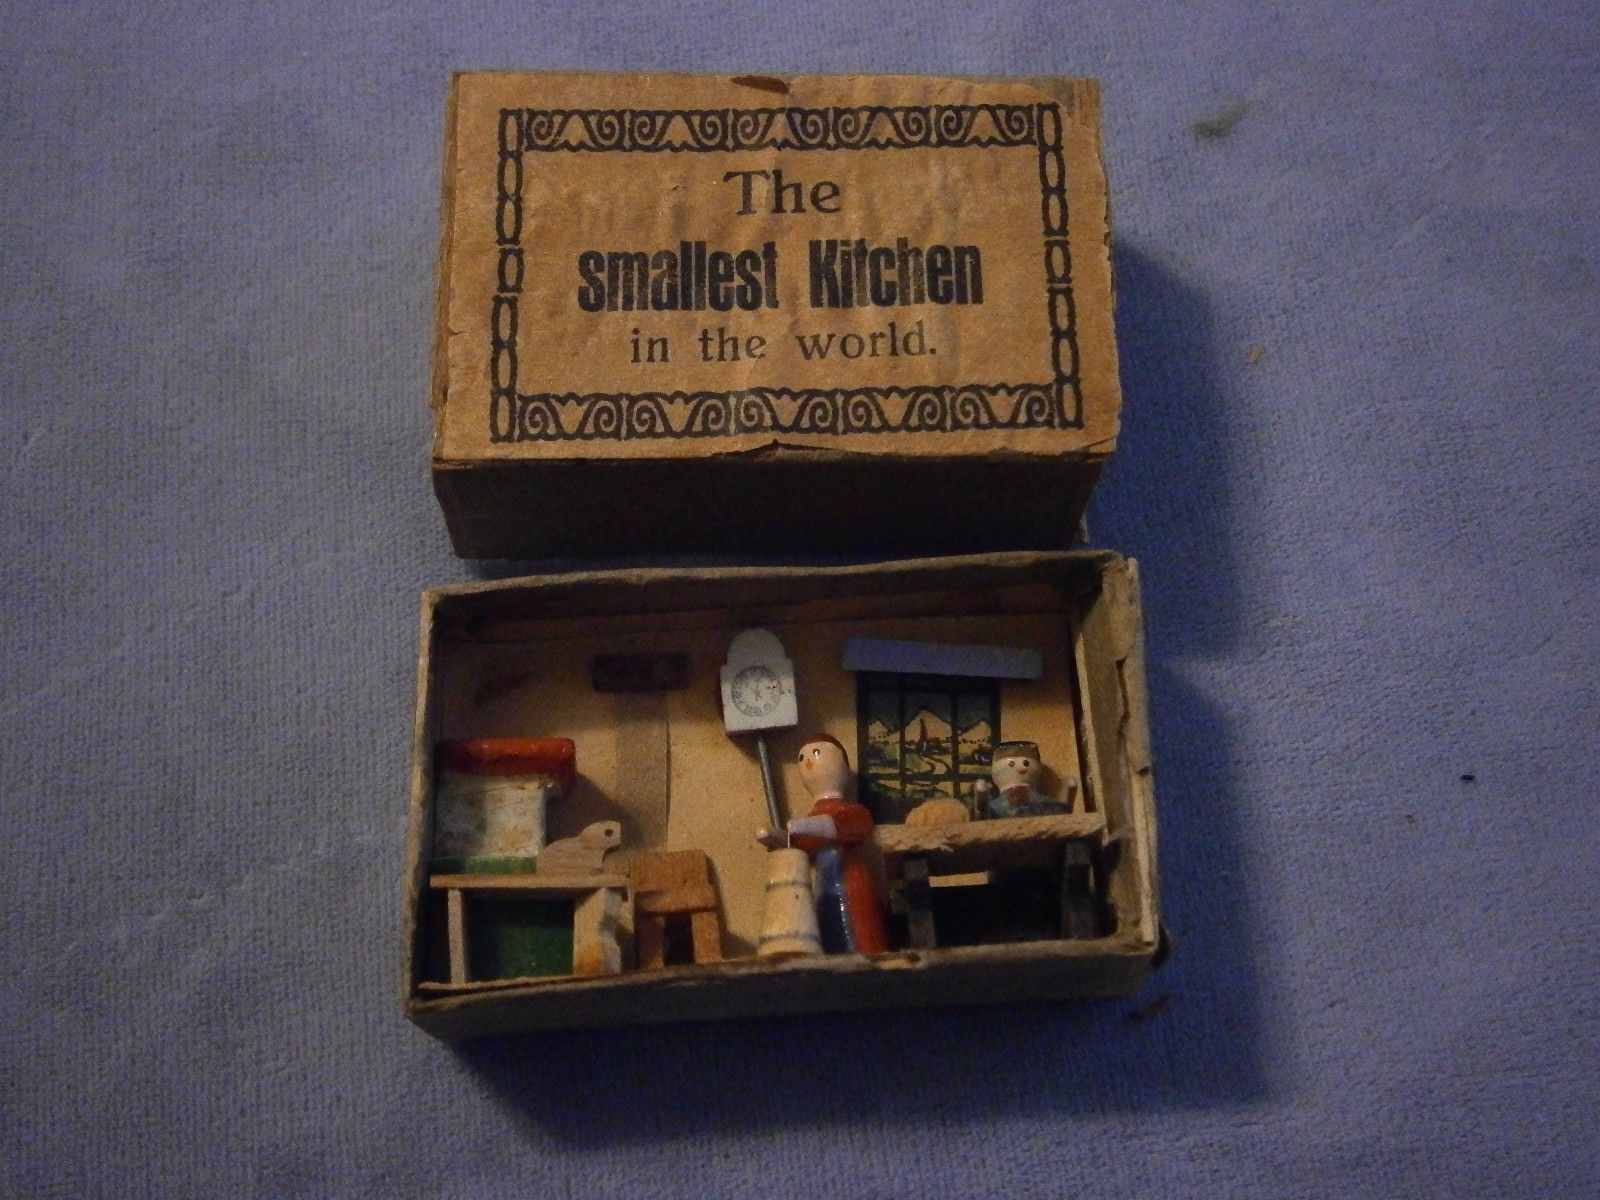 The
smallest Kitchen
in the world.